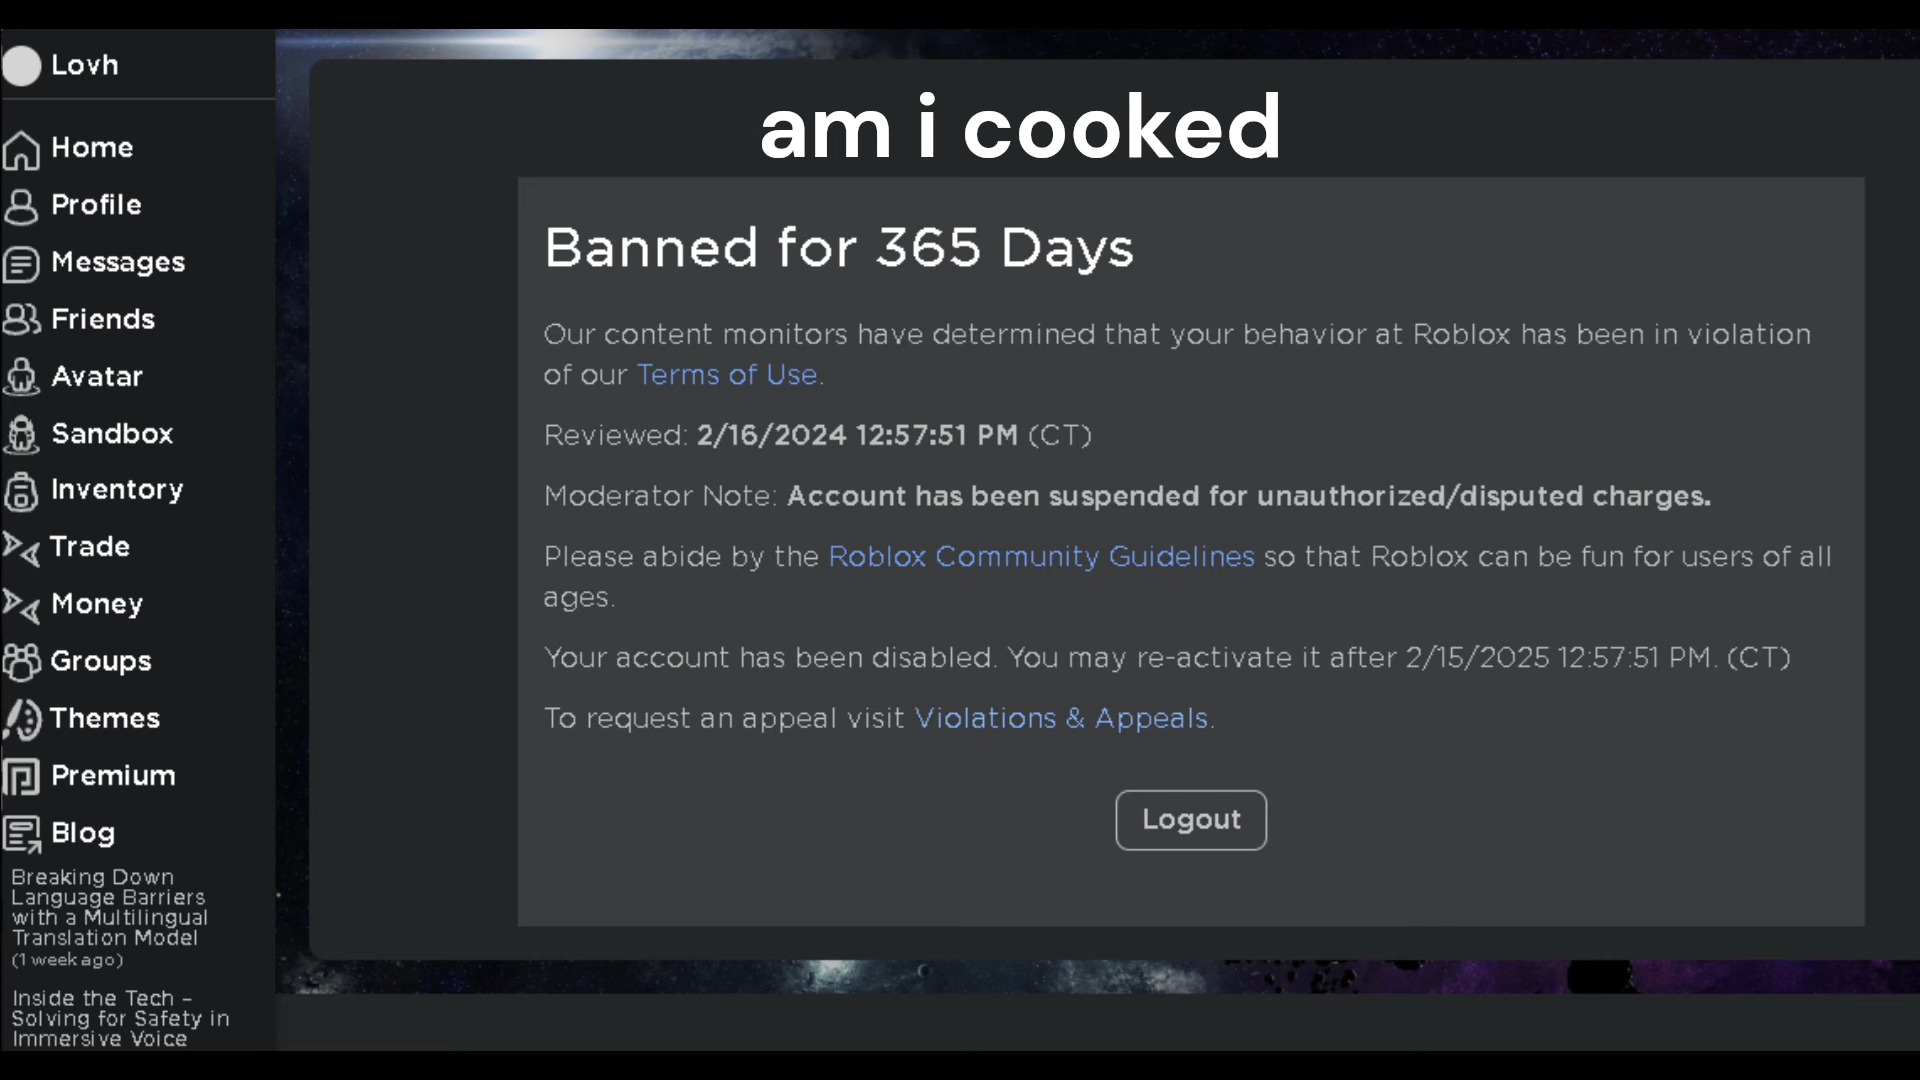 Lovh
Home
Profile
Messages
Friends
Avatar
Sandbox
Inventory
Trade
Money
Groups
Themes
Premium
Blog
Breaking Down
Language Barriers
with a Multilingual
Translation Model
(1 week ago)
Inside the Tech –
Solving for Safety in
Immersive Voice
am i cooked
Banned for 365 Days
Our content monitors have determined that your behavior at Roblox has been in violation
of our Terms of Use.
Reviewed: 2/16/2024 12:57:51 PM (CT)
Moderator Note: Account has been suspended for unauthorized/disputed charges.
Please abide by the Roblox Community Guidelines so that Roblox can be fun for users of all
ages.
Your account has been disabled. You may re-activate it after 2/15/2025 12:57:51 PM. (CT)
To request an appeal visit Violations & Appeals.
Logout